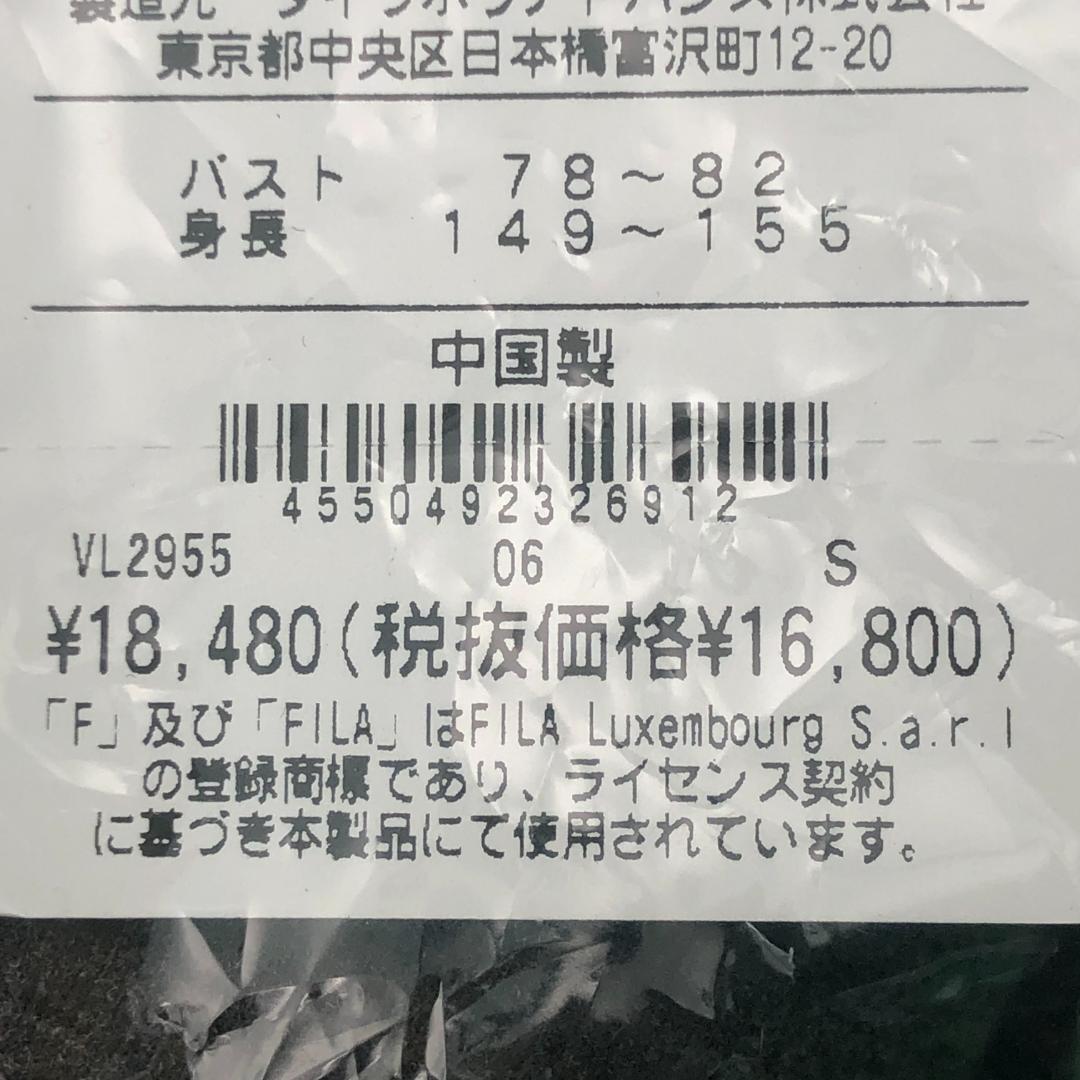 東京都中央区日本橋富沢町12-20
バスト 78～82
身長 149～155
中国製
4550492326912
VL2955 06 S
¥18,480(税抜価格¥16,800)
「F」及び「FILA」はFILA Luxembourg S.a.r.l
の登録商標であり、ライセンス契約
に基づき本製品にて使用されています。